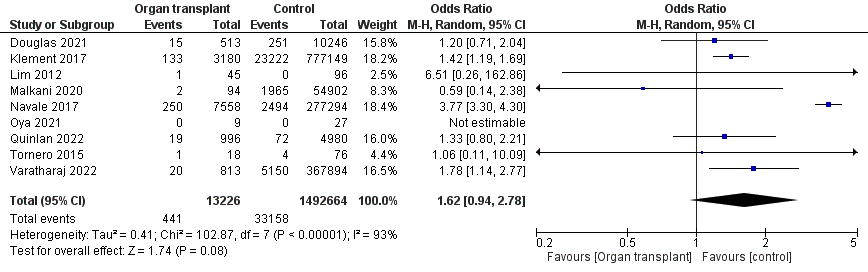 Organ transplant Control Odds Ratio Odds Ratio
Study or Subgroup Events Total Events Total Weight M-H, Random, 95% CI M-H, Random, 95% CI
Douglas 2021 15 513 251 10246 15.8% 1.20 [0.71, 2.04]
Klement 2017 133 3180 23222 777149 18.2% 1.42 [1.19, 1.69]
Lim 2012 1 45 0 96 2.3% 6.51 [0.26, 162.86]
Malkani 2020 2 94 1965 54902 8.3% 0.59 [0.14, 2.38]
Navale 2017 250 7558 2494 277294 18.4% 3.77 [3.30, 4.30]
Oya 2021 0 9 0 27 Not estimable
Quinlan 2022 19 996 72 4980 16.0% 1.33 [0.80, 2.21]
Tornero 2015 1 18 4 76 4.4% 1.06 [0.11, 10.09]
Varatharaj 2022 20 813 5150 367894 16.5% 1.78 [1.14, 2.77]
Total (95% CI) 13226 1492664 100.0% 1.62 [0.94, 2.78]
Total events 441 33158
Heterogeneity: Tau² = 0.41; Chi² = 102.87, df = 7 (P < 0.00001); I² = 93%
Test for overall effect: Z = 1.74 (P = 0.08)
0.2 0.5 1 2 5
Favours [Organ transplant] Favours [control]